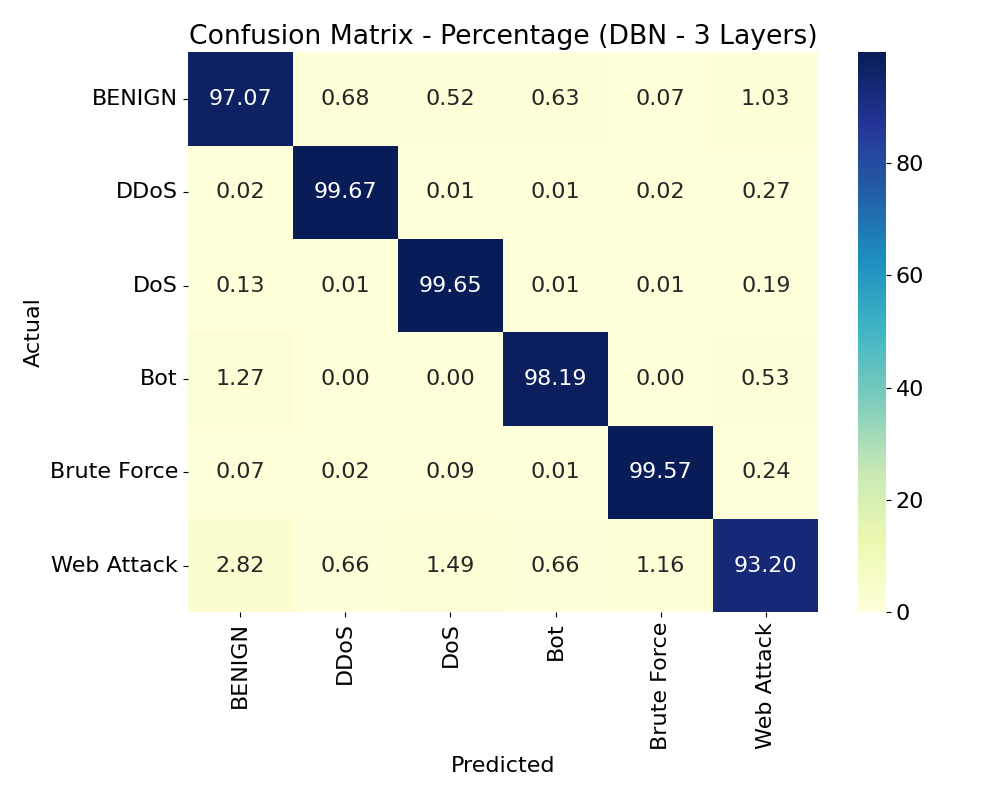 Confusion Matrix - Percentage (DBN - 3 Layers)
BENIGN 97.07 0.68 0.52 0.63 0.07 1.03
DDoS 0.02 99.67 0.01 0.01 0.02 0.27
DoS 0.13 0.01 99.65 0.01 0.01 0.19
Bot 1.27 0.00 0.00 98.19 0.00 0.53
Brute Force 0.07 0.02 0.09 0.01 99.57 0.24
Web Attack 2.82 0.66 1.49 0.66 1.16 93.20
Actual
BENIGN DDoS DoS Bot Brute Force Web Attack
Predicted
80
60
40
20
0